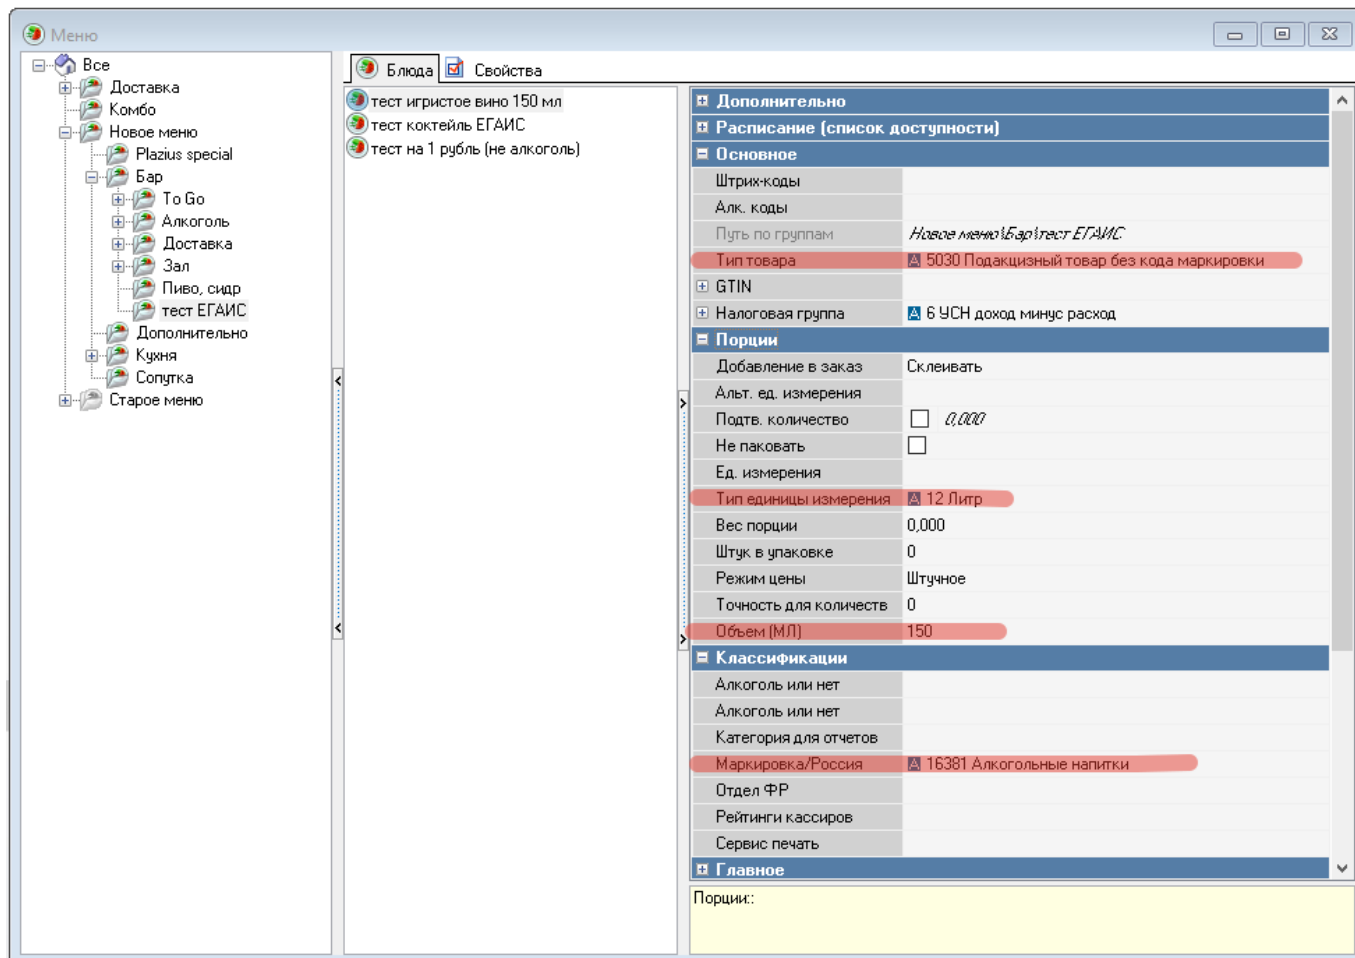 Меню
Все
Доставка
Комбо
Новое меню
Plazius special
Бар
To Go
Алкоголь
Доставка
Зал
Пиво, сидр
тест ЕГАИС
Дополнительно
Кухня
Сопутка
Старое меню
Блюда Свойства
тест игристое вино 150 мл
тест коктейль ЕГАИС
тест на 1 рубль (не алкоголь)
Дополнительно
Расписание (список доступности)
Основное
Штрих-коды
Алк. коды
Путь по группам Новое меню\Бар\тест ЕГАИС
Тип товара A 5030 Подакцизный товар без кода маркировки
GTIN
Налоговая группа A 6 УСН доход минус расход
Порции
Добавление в заказ Склеивать
Альт. ед. измерения
Подтв. количество 0,000
Не паковать
Ед. измерения
Тип единицы измерения A 12 Литр
Вес порции 0,000
Штук в упаковке 0
Режим цены Штучное
Точность для количеств 0
Объем (МЛ) 150
Классификации
Алкоголь или нет
Алкоголь или нет
Категория для отчетов
Маркировка/Россия A 16381 Алкогольные напитки
Отдел ФР
Рейтинги кассиров
Сервис печать
Главное
Порции::